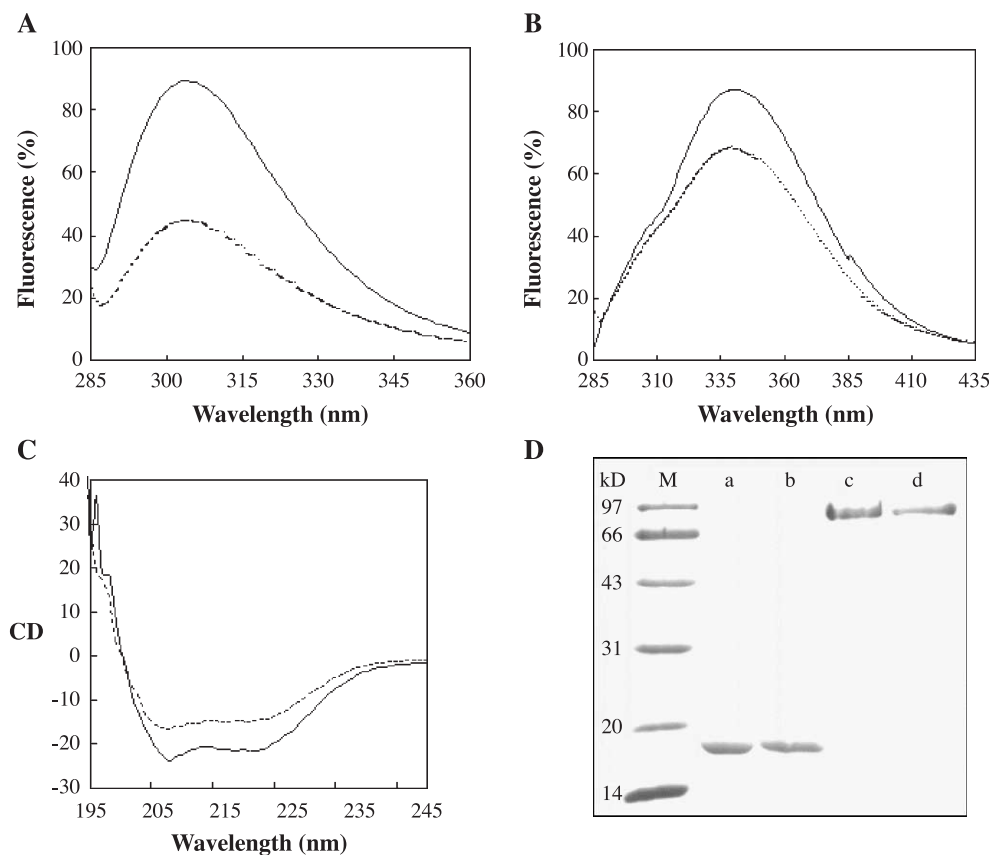 A
B
100
80
60
40
20
0
Fluorescence (%)
285 300 315 330 345 360
Wavelength (nm)
100
80
60
40
20
0
Fluorescence (%)
285 310 335 360 385 410 435
Wavelength (nm)
C
D
40
30
20
10
0
-10
-20
-30
CD
195 205 215 225 235 245
Wavelength (nm)
kD M a b c d
97
66
43
31
20
14